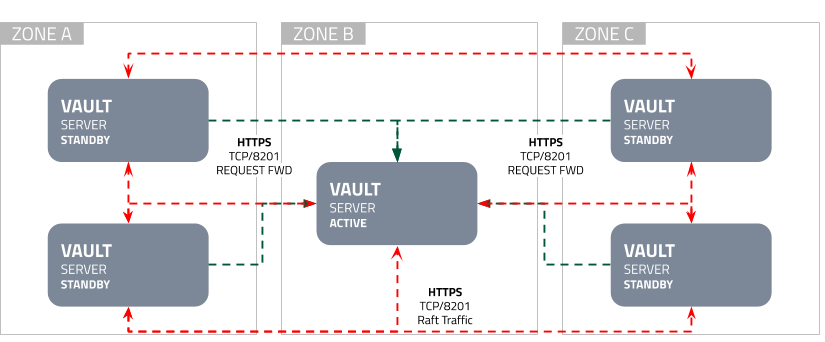 ZONE A
ZONE B
ZONE C
VAULT
SERVER
STANDBY
VAULT
SERVER
STANDBY
HTTPS
TCP/8201
REQUEST FWD
HTTPS
TCP/8201
REQUEST FWD
VAULT
SERVER
ACTIVE
VAULT
SERVER
STANDBY
VAULT
SERVER
STANDBY
HTTPS
TCP/8201
Raft Traffic